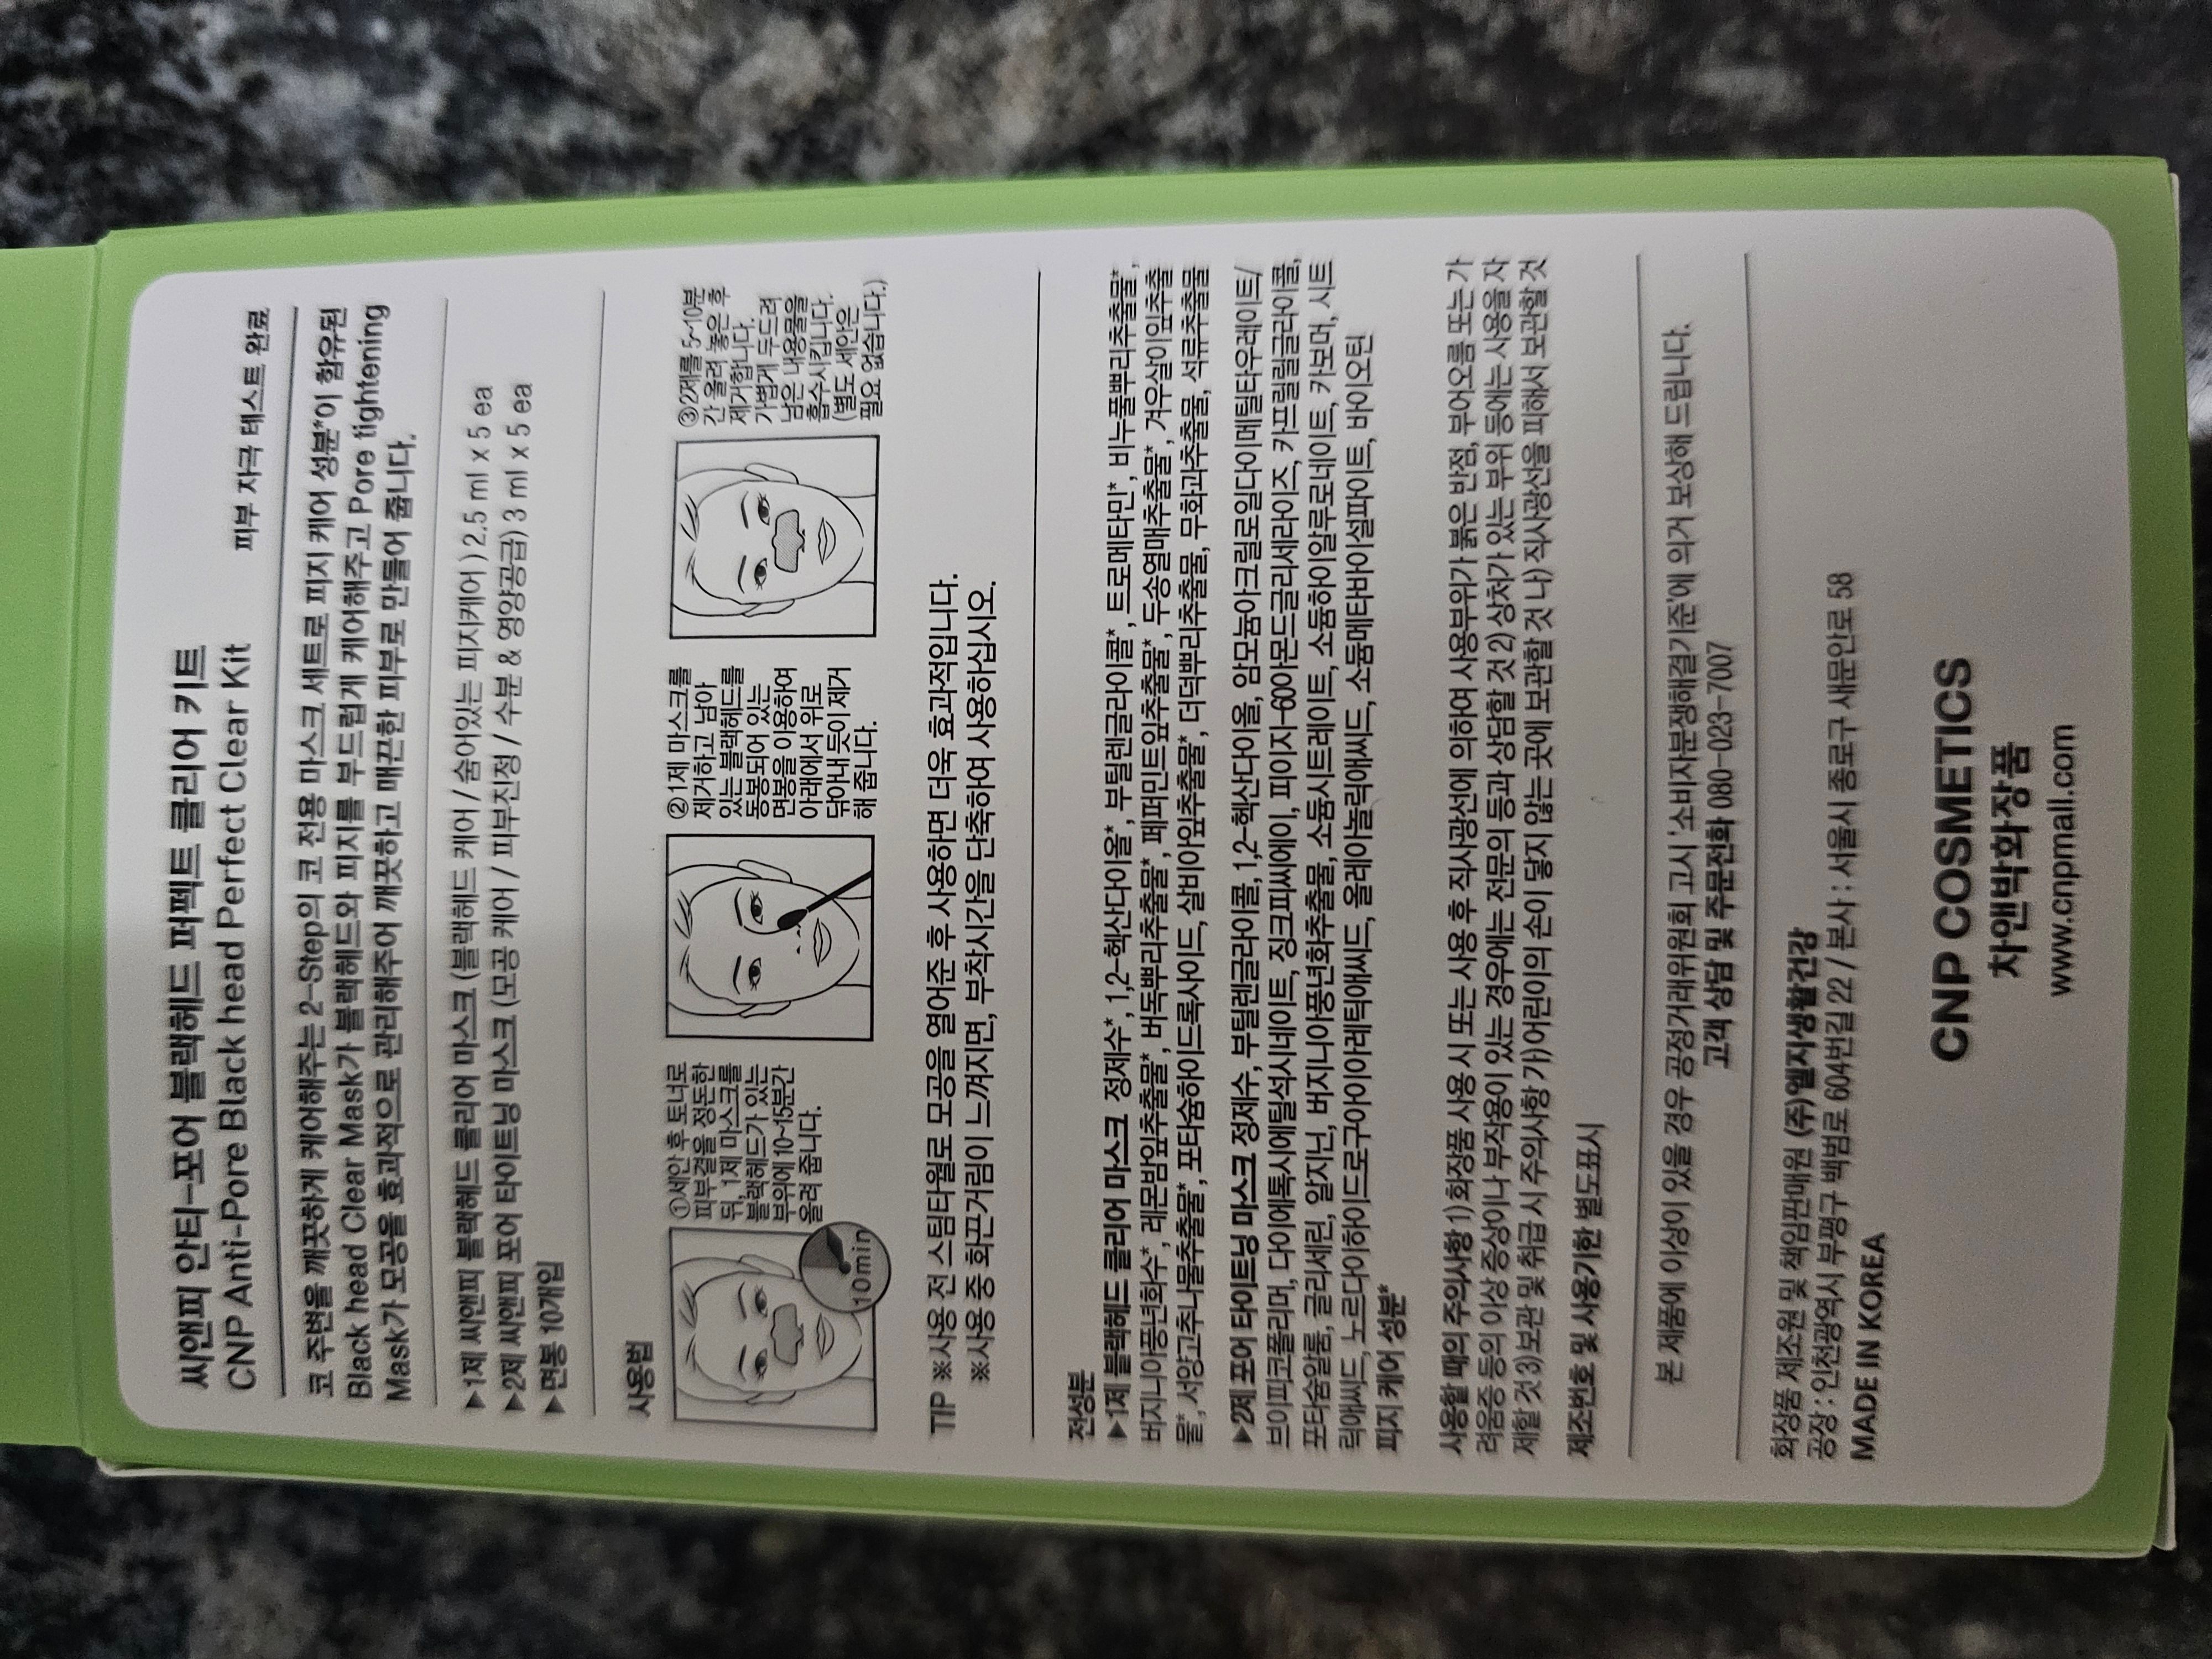 씨앤피 안티-포어 블랙헤드 퍼펙트 클리어 키트
CNP Anti-Pore Black head Perfect Clear Kit
피부 자극 테스트 완료
코 주변을 깨끗하게 케어해주는 2-Step의 코 전용 마스크 세트로 피지 케어 성분*이 함유된
Black head Clear Mask가 블랙헤드와 피지를 부드럽게 케어해주고 Pore tightening
Mask가 모공을 효과적으로 관리해주어 깨끗하고 매끈한 피부로 만들어 줍니다.
▶1제 씨앤피 블랙헤드 클리어 마스크 (블랙헤드 케어 / 숨어있는 피지케어 ) 2.5 ml x 5 ea
▶2제 씨앤피 포어 타이트닝 마스크 (모공 케어 / 피부진정 / 수분 & 영양공급) 3 ml x 5 ea
▶면봉 10개입
사용법
10min
①세안 후 토너로
피부결을 정돈한
뒤, 1제 마스크를
블랙헤드가 있는
부위에 10~15분간
올려 줍니다.
②1제 마스크를
제거하고 남아
있는 블랙헤드를
동봉되어 있는
면봉을 이용하여
아래에서 위로
닦아내 듯이 제거
해 줍니다.
③2제를 5~10분
간 올려 놓은 후
제거합니다.
가볍게 두드려
남은 내용물을
흡수시킵니다.
(별도 세안은
필요 없습니다.)
TIP ※사용 전 스팀타월로 모공을 열어준 후 사용하면 더욱 효과적입니다.
※사용 중 화끈거림이 느껴지면, 부착시간을 단축하여 사용하십시오.
전성분
▶1제 블랙헤드 클리어 마스크 정제수*, 1,2-헥산다이올*, 부틸렌글라이콜*, 트로메타민*, 비누풀뿌리추출물*,
버지니아풍년화수*, 레몬밤잎추출물*, 버독뿌리추출물*, 페퍼민트잎추출물*, 두송열매추출물*, 겨우살이잎추출
물*, 서양고추나물추출물*, 포타슘하이드록사이드, 살비아잎추출물*, 더덕뿌리추출물, 무화과추출물, 석류추출물
▶2제 포어 타이트닝 마스크 정제수, 부틸렌글라이콜, 1,2-헥산다이올, 암모늄아크릴로일다이메틸타우레이트/
브이피코폴리머, 다이에톡시에틸석시네이트, 징크피씨에이, 피이지-60아몬드글리세라이즈, 카프릴릴글라이콜,
포타슘알룸, 글리세린, 알지닌, 버지니아풍년화추출물, 소듐시트레이트, 소듐하이알루로네이트, 카보머, 시트
릭애씨드, 노르다이하이드로구아이아레틱애씨드, 올레아놀릭애씨드, 소듐메타바이설파이트, 바이오틴
피지 케어 성분*
사용할 때의 주의사항 1) 화장품 사용 시 또는 사용 후 직사광선에 의하여 사용부위가 붉은 반점, 부어오름 또는 가
려움증 등의 이상 증상이나 부작용이 있는 경우에는 전문의 등과 상담할 것 2) 상처가 있는 부위 등에는 사용을 자
제할 것 3)보관 및 취급 시 주의사항 가)어린이의 손이 닿지 않는 곳에 보관할 것 나) 직사광선을 피해서 보관할 것
제조번호 및 사용기한 별도표시
본 제품에 이상이 있을 경우 공정거래위원회 고시 '소비자분쟁해결기준'에 의거 보상해 드립니다.
고객 상담 및 주문전화 080-023-7007
화장품 제조원 및 책임판매원 (주)엘지생활건강
공장 : 인천광역시 부평구 백범로 604번길 22 / 본사 : 서울시 종로구 새문안로 58
MADE IN KOREA
CNP COSMETICS
차앤박화장품
www.cnpmall.com